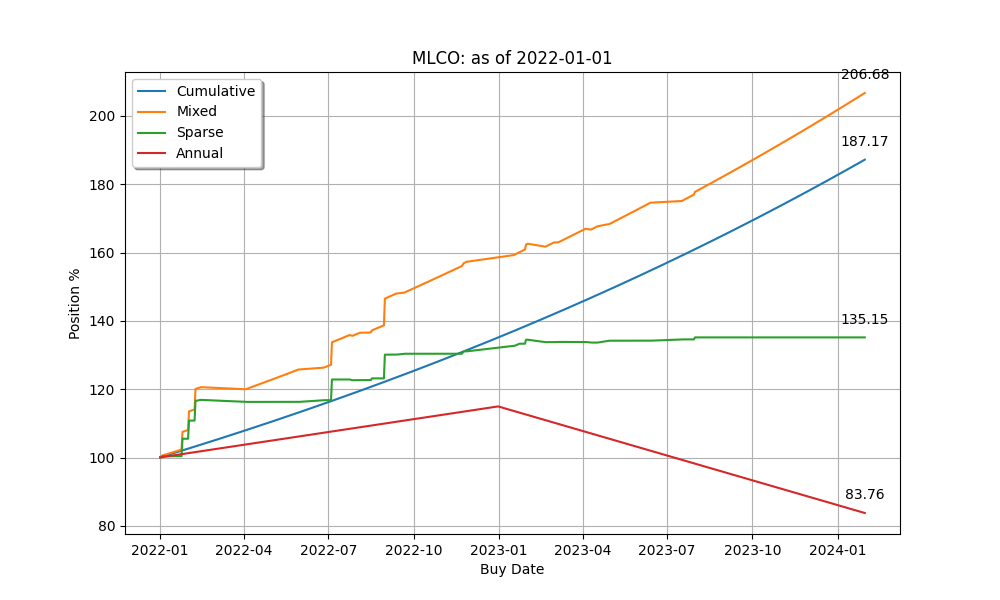 MLCO: as of 2022-01-01
206.68
Cumulative
Mixed
Sparse
Annual
187.17
135.15
83.76
200
180
160
140
120
100
80
Position %
2022-01 2022-04 2022-07 2022-10 2023-01 2023-04 2023-07 2023-10 2024-01
Buy Date